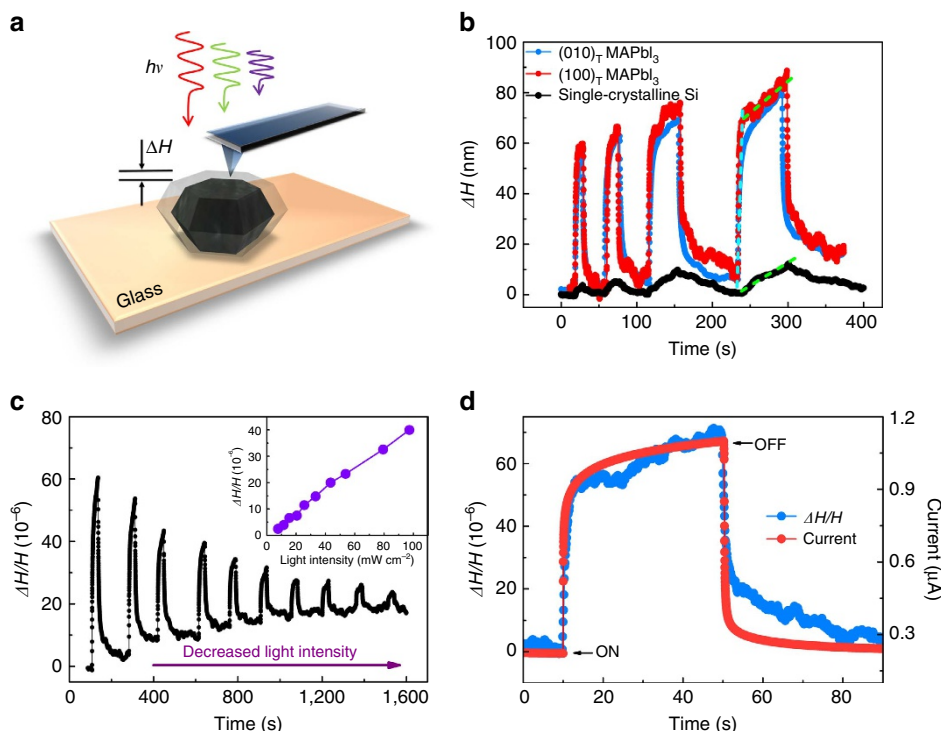 a
hν
ΔH
Glass
b
(010)T MAPbI3
(100)T MAPbI3
Single-crystalline Si
100
80
60
40
20
0
ΔH (nm)
0 100 200 300 400
Time (s)
c
80
60
40
20
0
ΔH/H (10−6)
40
30
20
10
0
ΔH/H (10−6)
0 20 40 60 80 100
Light intensity (mW cm−2)
Decreased light intensity
0 400 800 1,200 1,600
Time (s)
d
60
40
20
0
ΔH/H (10−6)
OFF
ΔH/H
Current
ON
1.2
0.9
0.6
0.3
Current (μA)
0 20 40 60 80
Time (s)